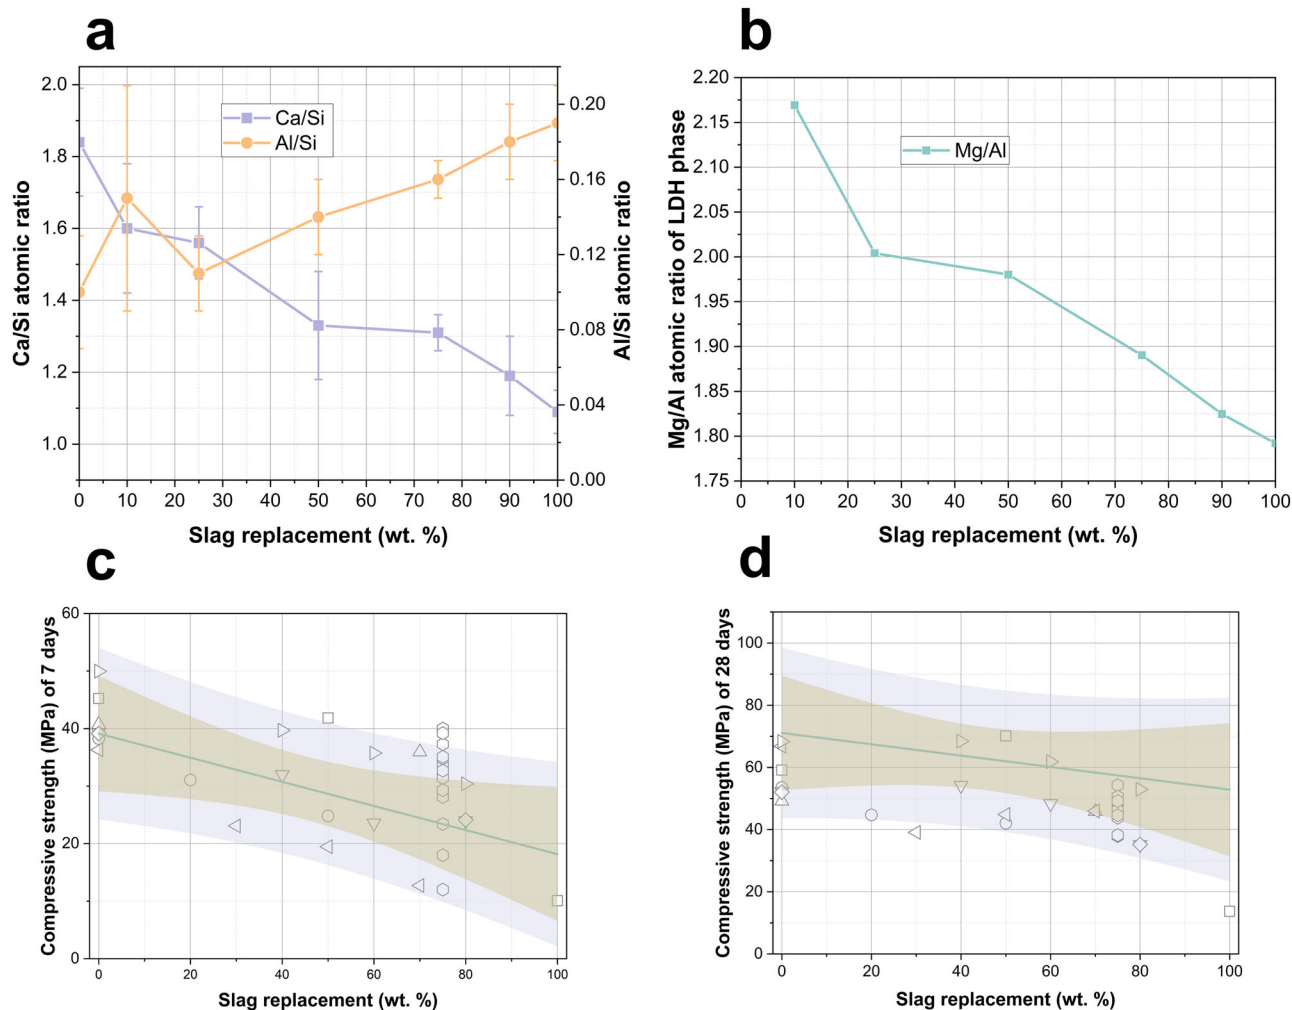 a
2.0
1.8
1.6
1.4
1.2
1.0
Ca/Si atomic ratio
Ca/Si
Al/Si
0.20
0.16
0.12
0.08
0.04
0.00
Al/Si atomic ratio
0 10 20 30 40 50 60 70 80 90 100
Slag replacement (wt. %)
b
2.20
2.15
2.10
2.05
2.00
1.95
1.90
1.85
1.80
1.75
Mg/Al atomic ratio of LDH phase
Mg/Al
0 10 20 30 40 50 60 70 80 90 100
Slag replacement (wt. %)
c
60
40
20
0
Compressive strength (MPa) of 7 days
0 20 40 60 80 100
Slag replacement (wt. %)
d
100
80
60
40
20
0
Compressive strength (MPa) of 28 days
0 20 40 60 80 100
Slag replacement (wt. %)